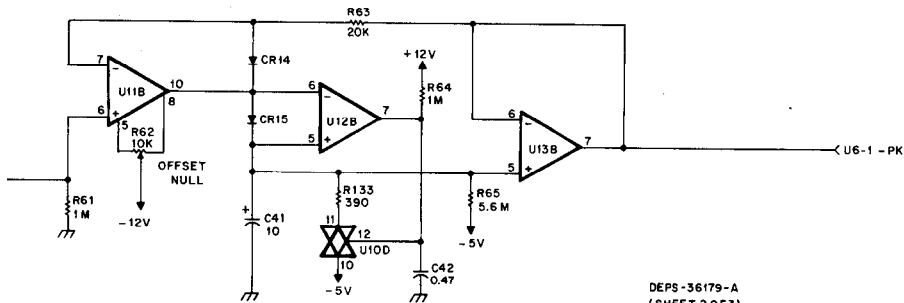 R63
20K
CR14
+12V
R64
1M
7
−
U11B
10
8
6
+
5
R62
10K
OFFSET
NULL
-12V
R61
1M
6
−
U12B
7
5
+
CR15
6
−
U13B
7
5
+
U6-1 -PK
R133
390
R65
5.6M
-5V
+
C41
10
11
12
U10D
10
-5V
C42
0.47
DEPS-36179-A